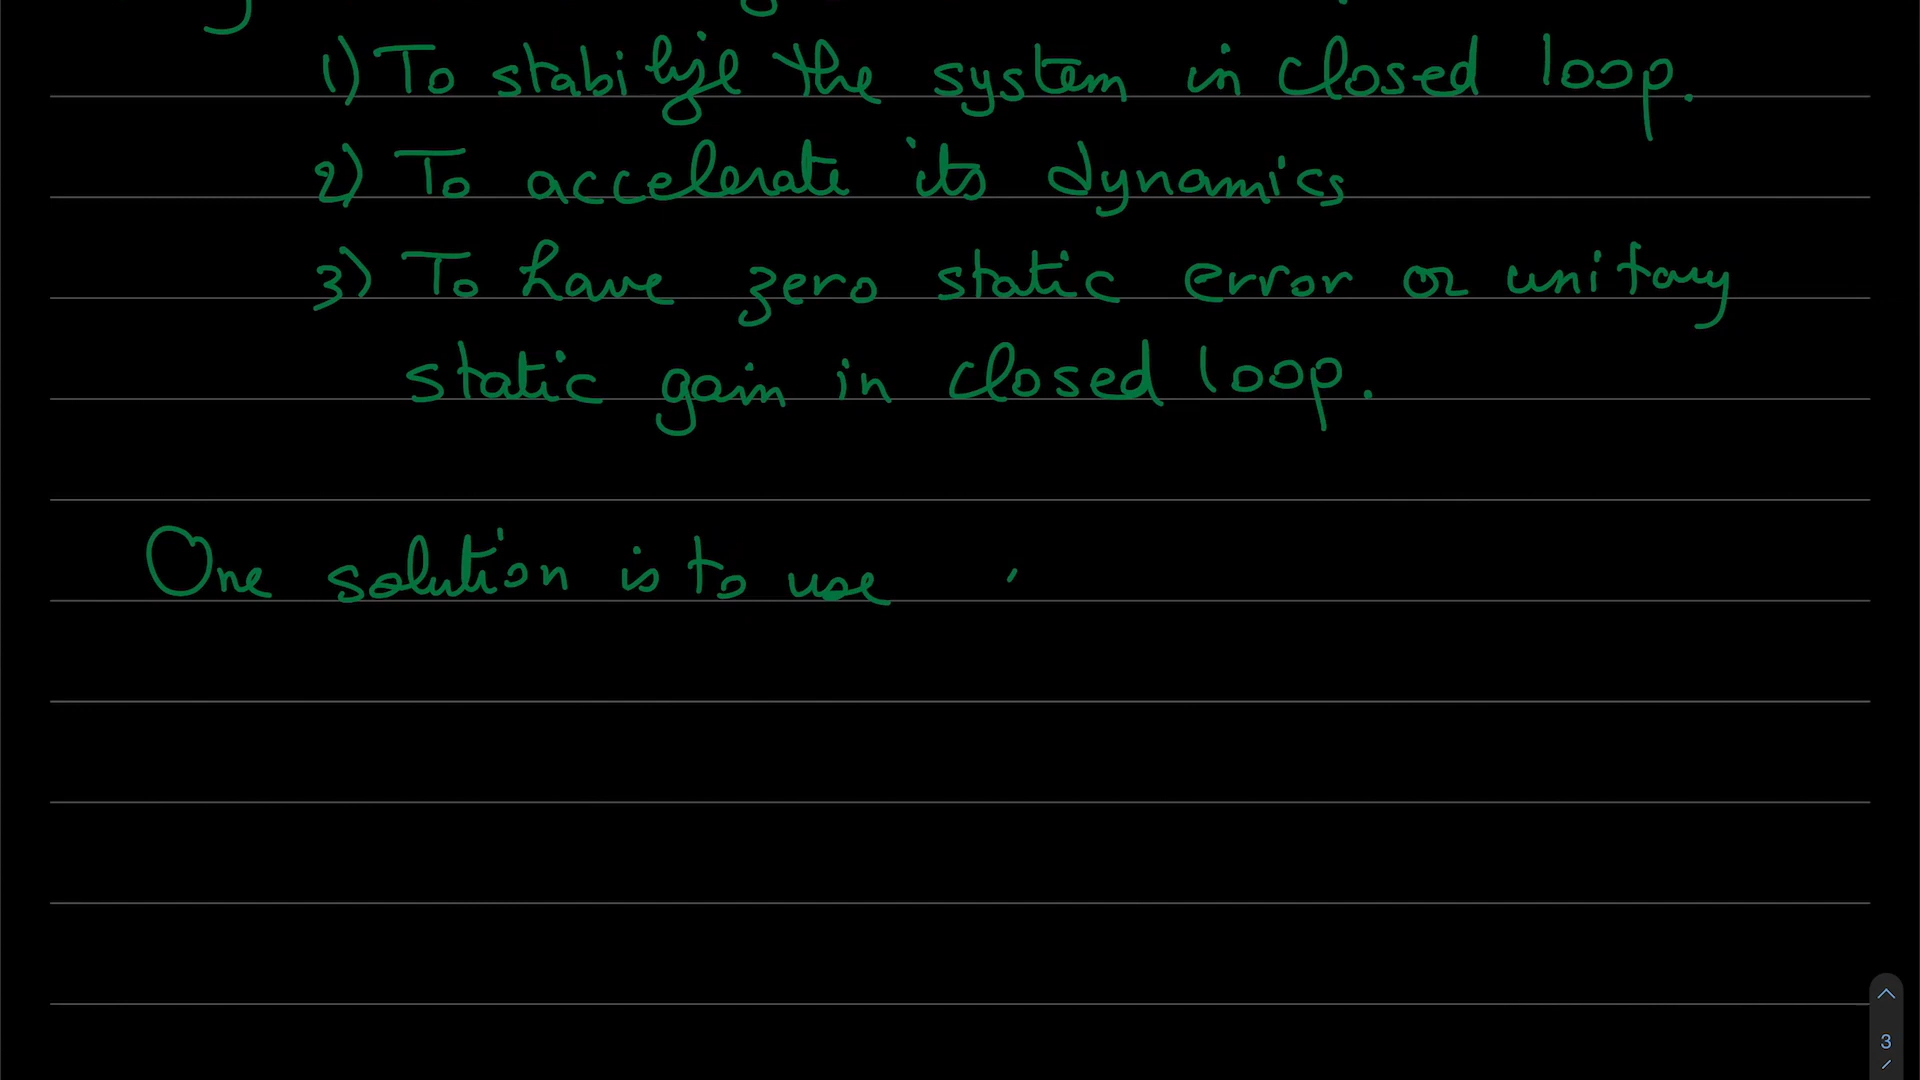 1) To stabilize the system in closed loop.
2) To accelerate its dynamics
3) To have zero static error or unitary
static gain in closed loop.
One solution is to use
3